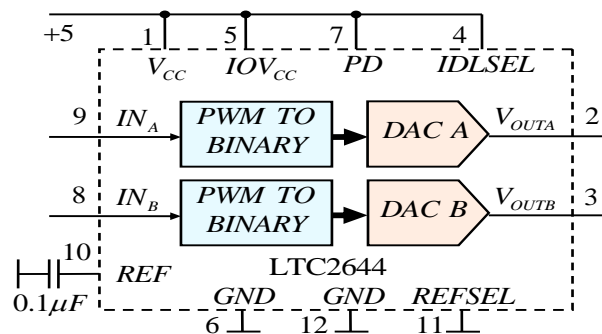 +5 1 5 7 4
V_CC IOV_CC PD IDLSEL
9 IN_A PWM TO BINARY DAC A V_OUTA 2
8 IN_B PWM TO BINARY DAC B V_OUTB 3
10 REF LTC2644
0.1μF GND GND REFSEL
6 12 11